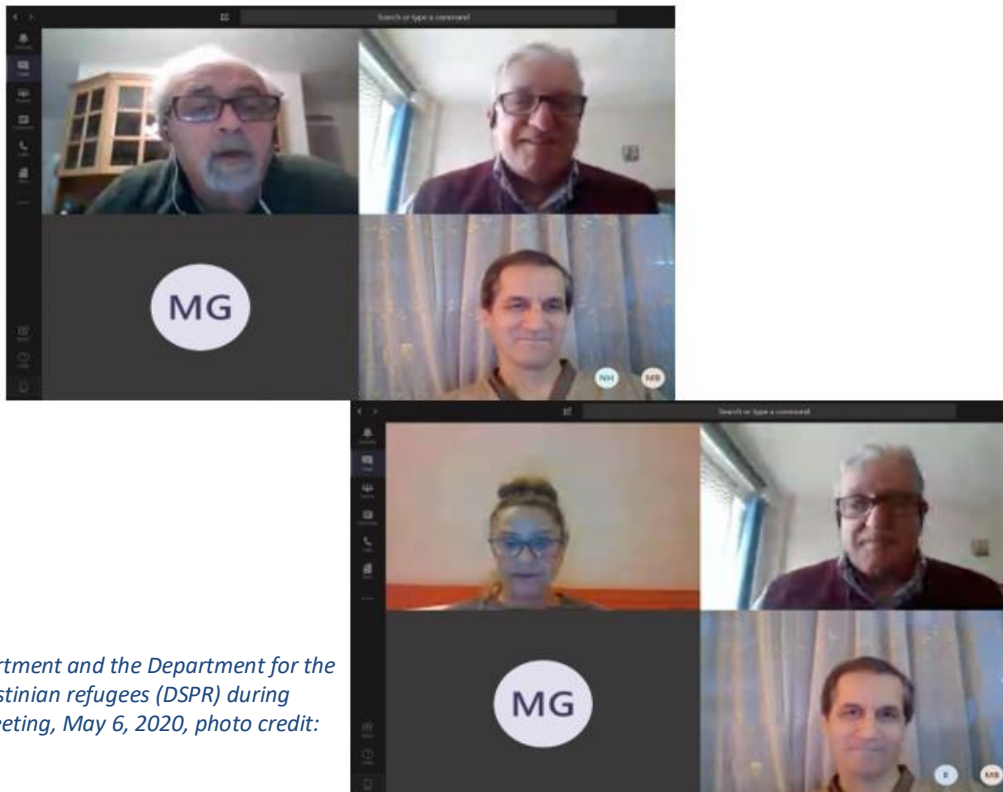 Search or type a command
MG
NH MB
Search or type a command
MG
rtment and the Department for the
stinian refugees (DSPR) during
eeting, May 6, 2020, photo credit:
MB